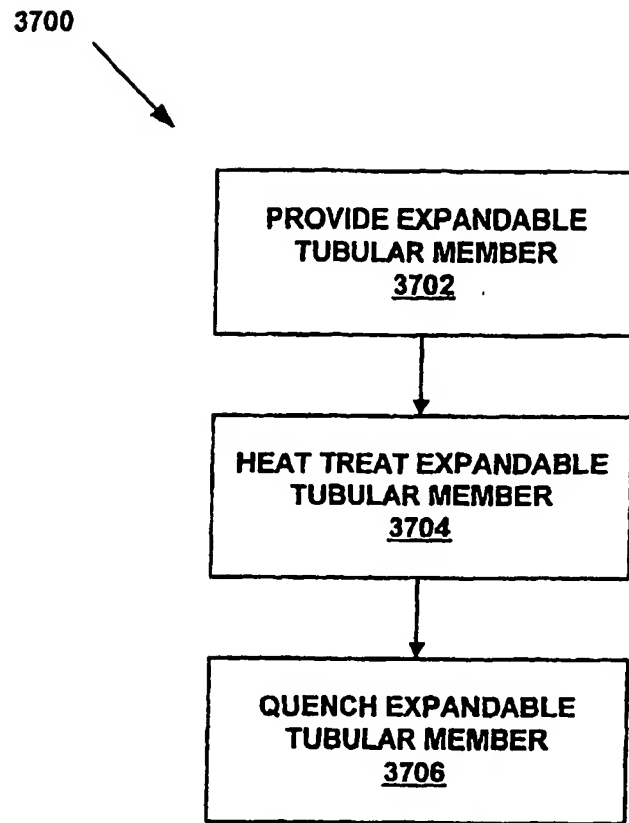 3700
PROVIDE EXPANDABLE
TUBULAR MEMBER
3702
HEAT TREAT EXPANDABLE
TUBULAR MEMBER
3704
QUENCH EXPANDABLE
TUBULAR MEMBER
3706